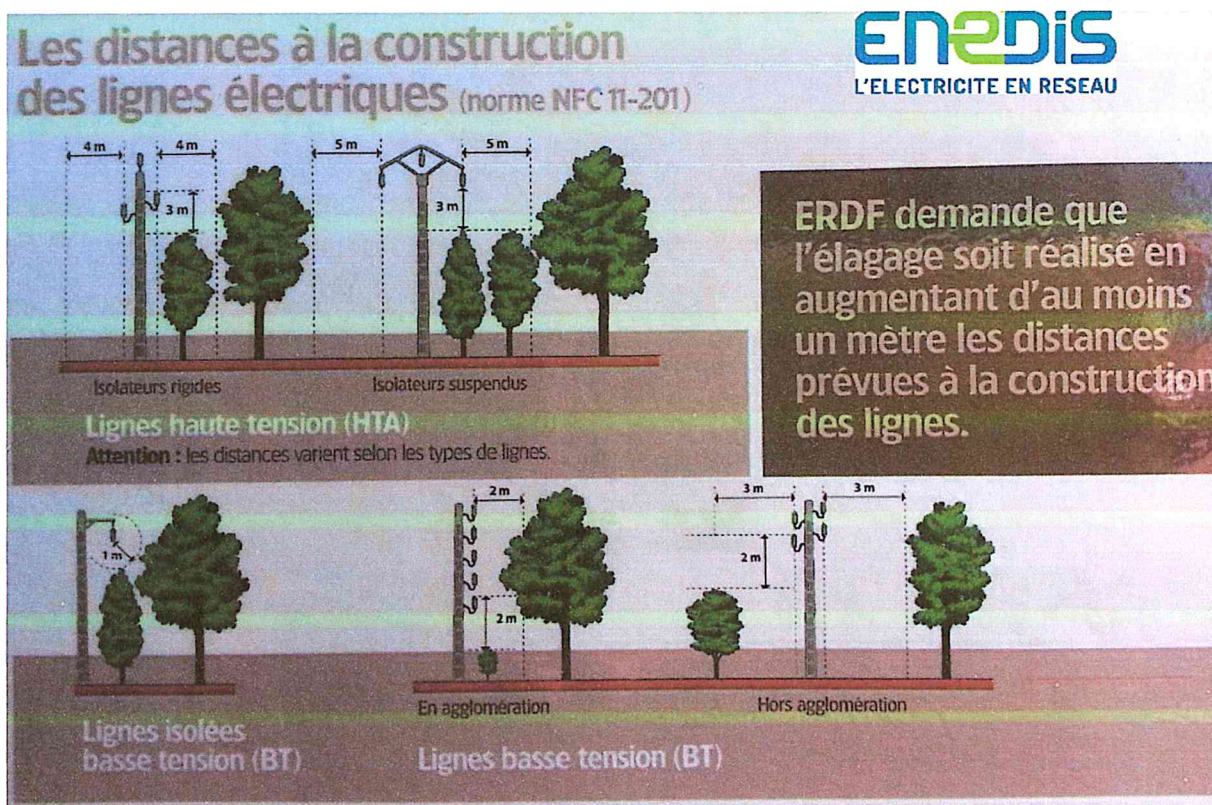 Les distances à la construction
des lignes électriques (norme NFC 11-201)
ENEDIS
L'ELECTRICITE EN RESEAU
4 m
4 m
5 m
5 m
3 m
3 m
Isolateurs rigides
Isolateurs suspendus
Lignes haute tension (HTA)
Attention : les distances varient selon les types de lignes.
ERDF demande que
l'élagage soit réalisé en
augmentant d'au moins
un mètre les distances
prévues à la construction
des lignes.
1 m
Lignes isolées
basse tension (BT)
2 m
2 m
3 m
3 m
2 m
En agglomération
Hors agglomération
Lignes basse tension (BT)